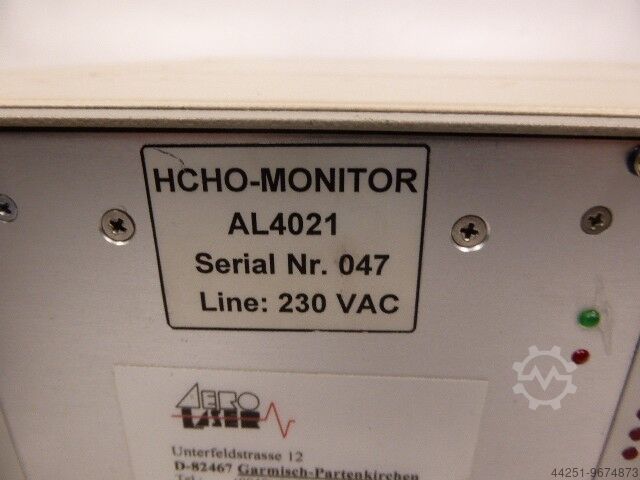 HCHO-MONITOR
AL4021
Serial Nr. 047
Line: 230 VAC
AERO
LASER
Unterfeldstrasse 12
D-82467 Garmisch-Partenkirchen
44251-9674873